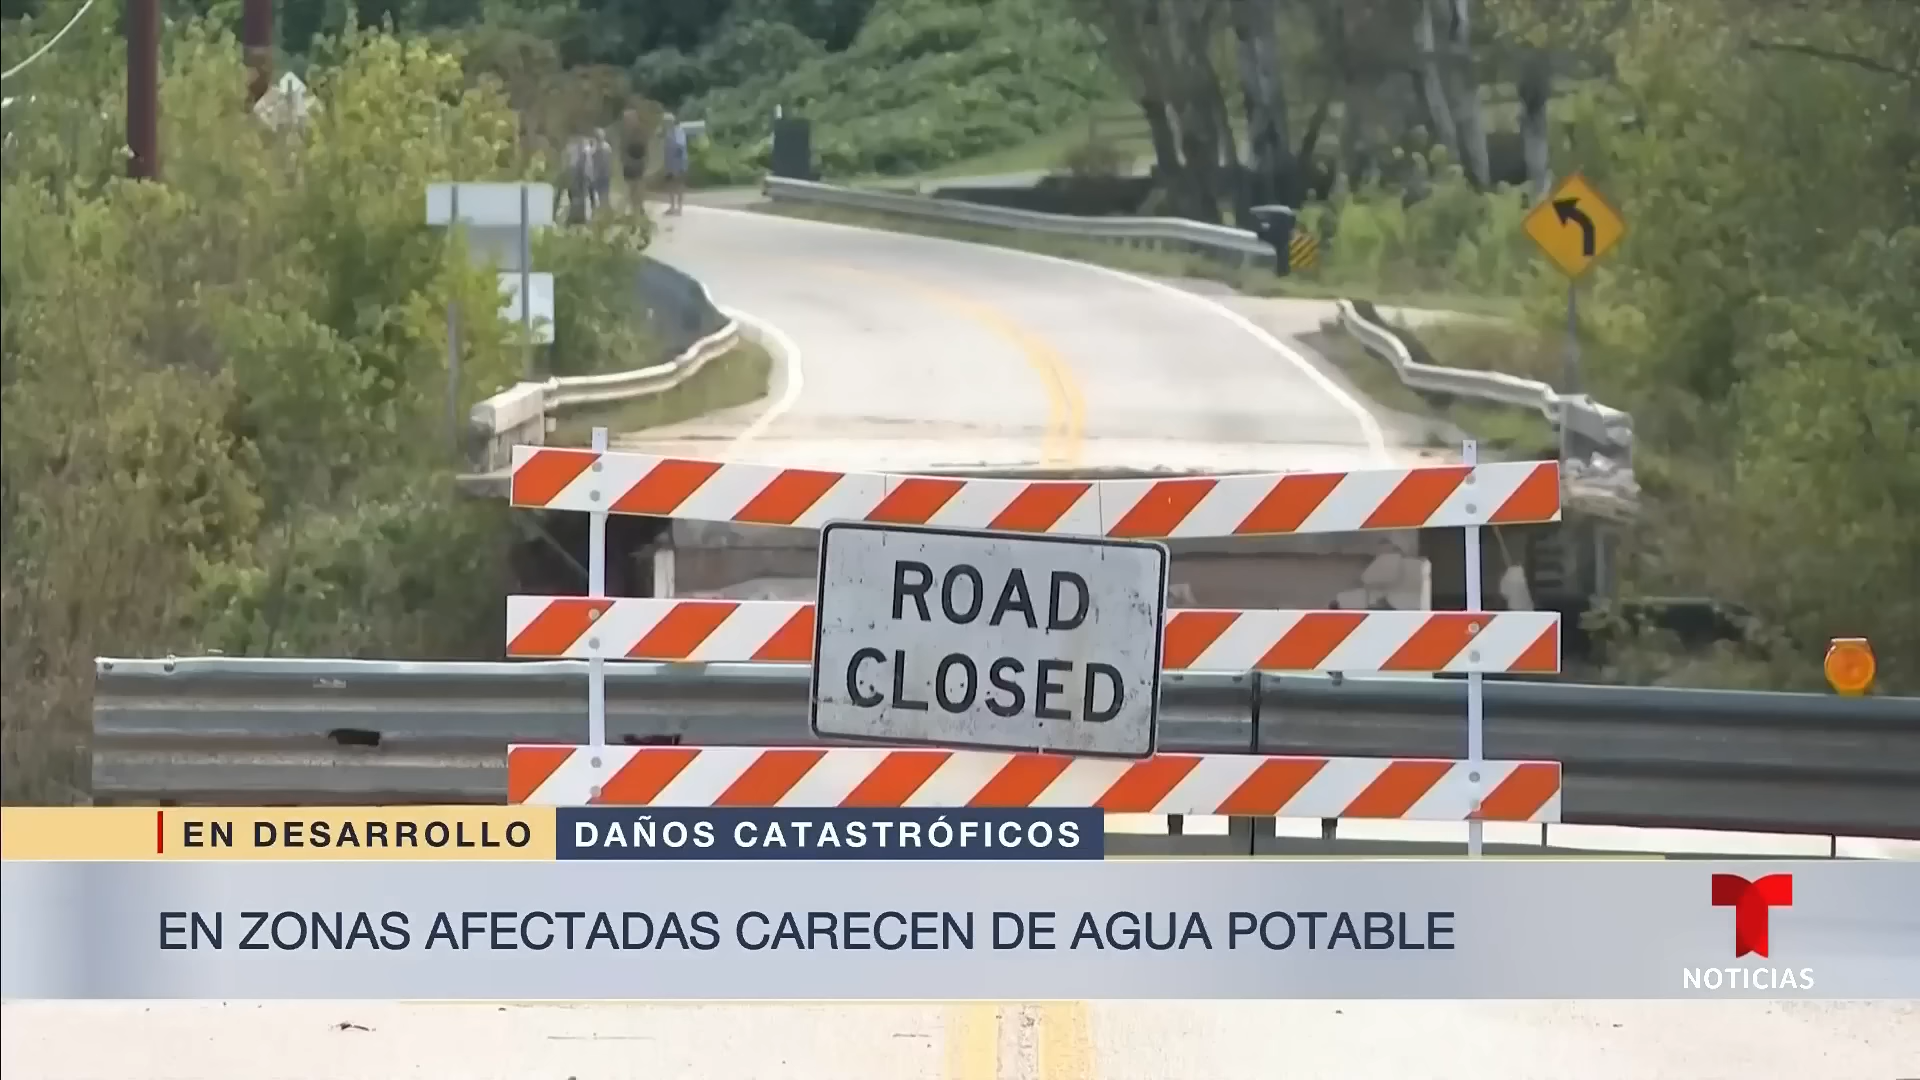 ROAD
CLOSED
EN DESARROLLO
DAÑOS CATASTRÓFICOS
EN ZONAS AFECTADAS CARECEN DE AGUA POTABLE
NOTICIAS